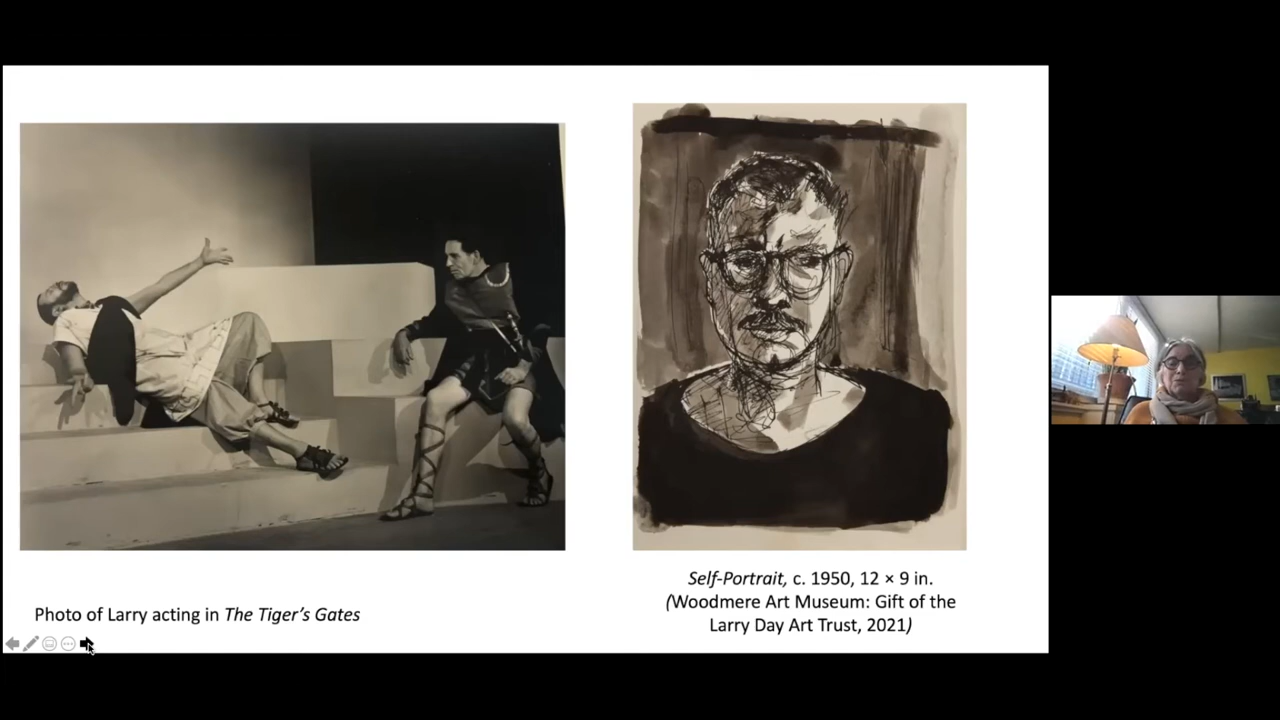 Photo of Larry acting in The Tiger’s Gates
Self-Portrait, c. 1950, 12 × 9 in.
(Woodmere Art Museum: Gift of the
Larry Day Art Trust, 2021)